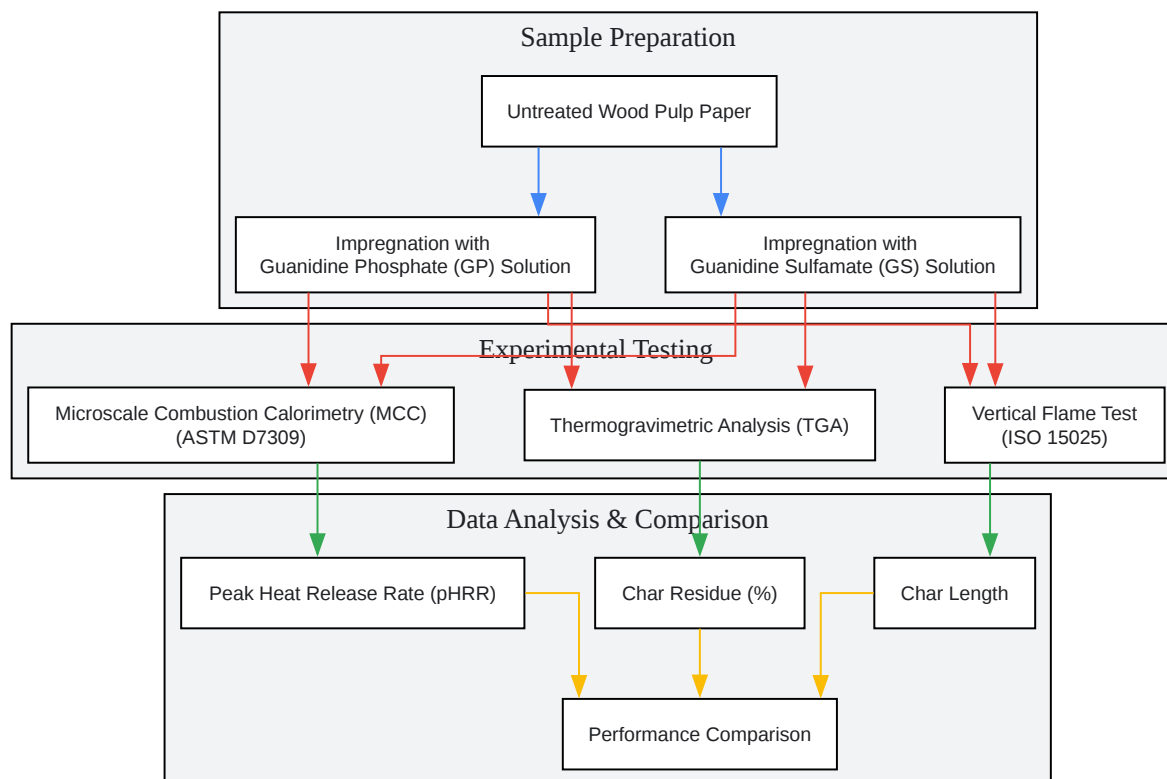 Sample Preparation
Untreated Wood Pulp Paper
Impregnation with
Guanidine Phosphate (GP) Solution
Impregnation with
Guanidine Sulfamate (GS) Solution
Experimental Testing
Microscale Combustion Calorimetry (MCC)
(ASTM D7309)
Thermogravimetric Analysis (TGA)
Vertical Flame Test
(ISO 15025)
Data Analysis & Comparison
Peak Heat Release Rate (pHRR)
Char Residue (%)
Char Length
Performance Comparison